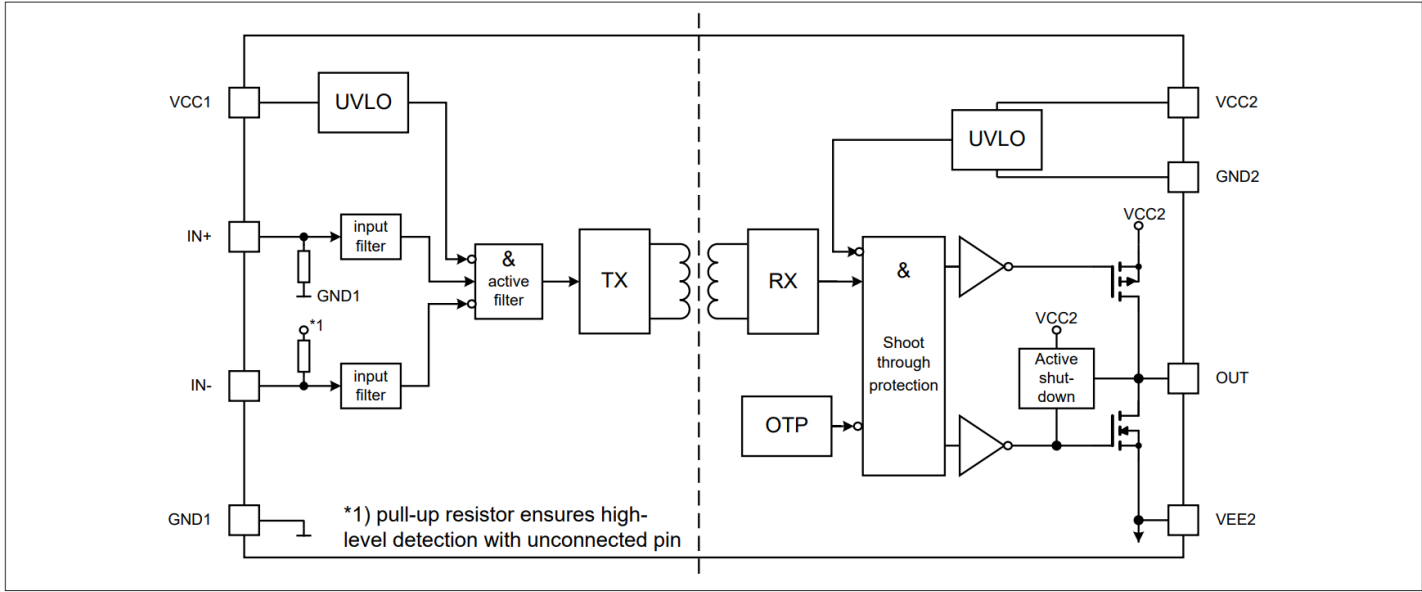 VCC1
UVLO
IN+
input
filter
GND1
*1
IN-
input
filter
&
active
filter
TX
GND1
*1) pull-up resistor ensures high-
level detection with unconnected pin
RX
OTP
&
Shoot
through
protection
UVLO
VCC2
GND2
VCC2
VCC2
Active
shut-
down
OUT
VEE2